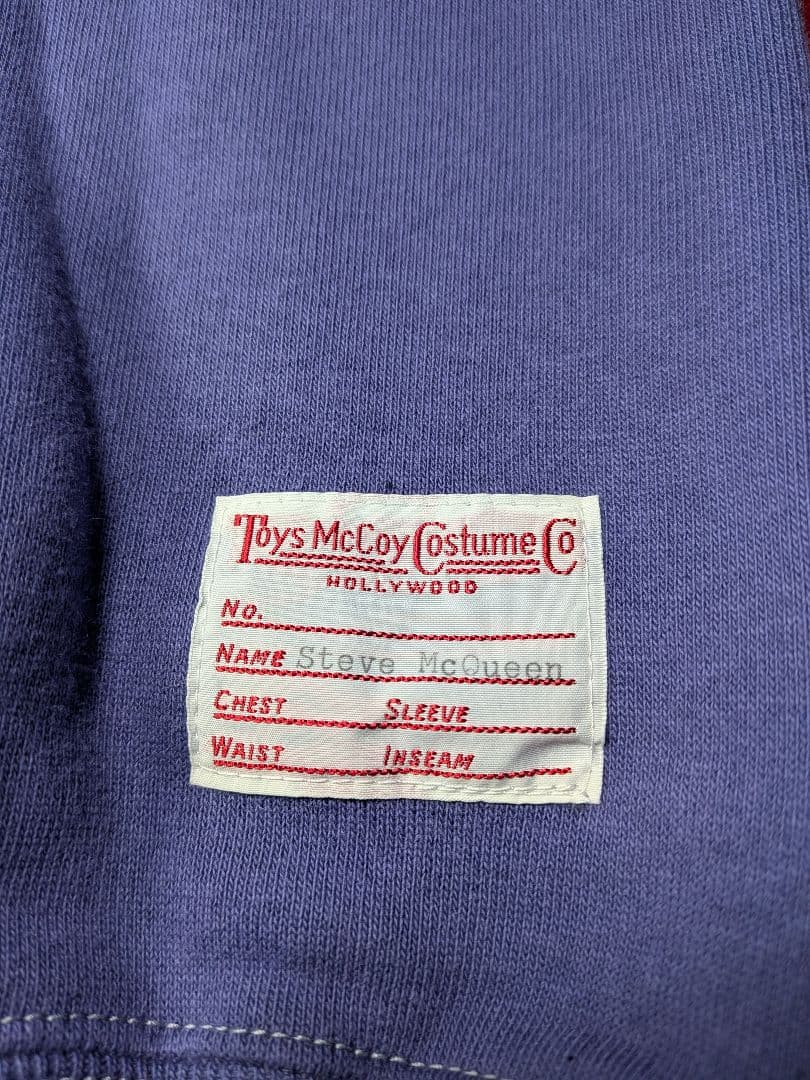 Toys McCoy Costume Co
HOLLYWOOD
No.
NAME Steve McQueen
CHEST SLEEVE
WAIST INSEAM